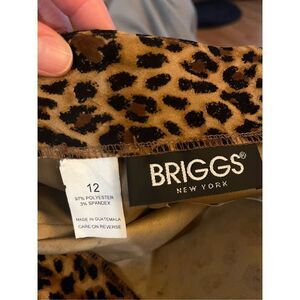 12
97% POLYESTER
3% SPANDEX
MADE IN GUATEMALA
CARE ON REVERSE
BRIGGS®
NEW YORK